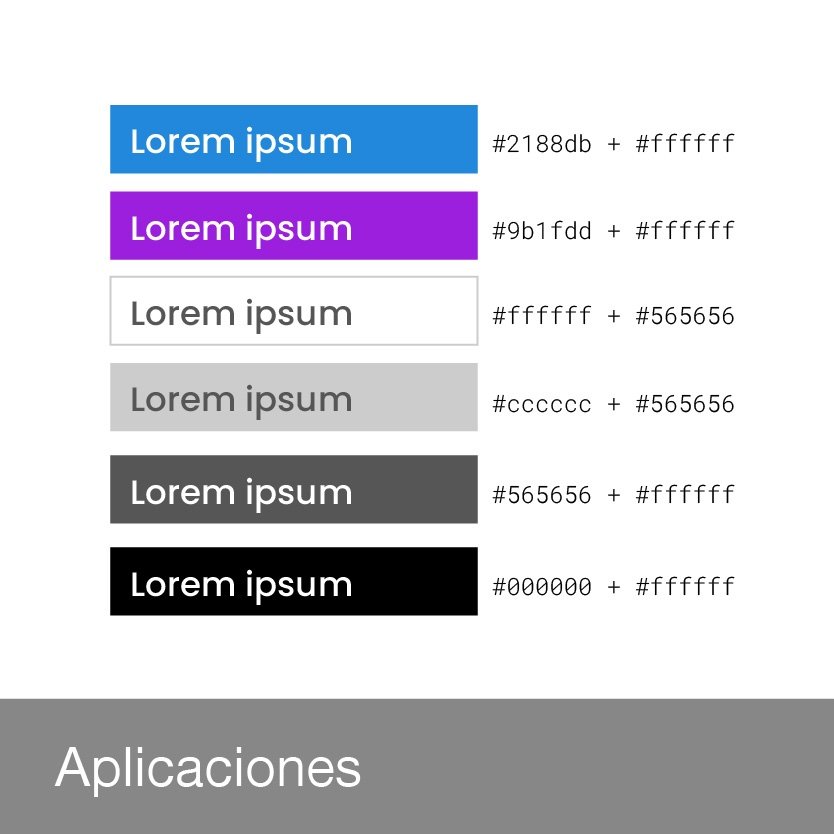 Lorem ipsum #2188db + #ffffff
Lorem ipsum #9b1fdd + #ffffff
Lorem ipsum #ffffff + #565656
Lorem ipsum #cccccc + #565656
Lorem ipsum #565656 + #ffffff
Lorem ipsum #000000 + #ffffff
Aplicaciones